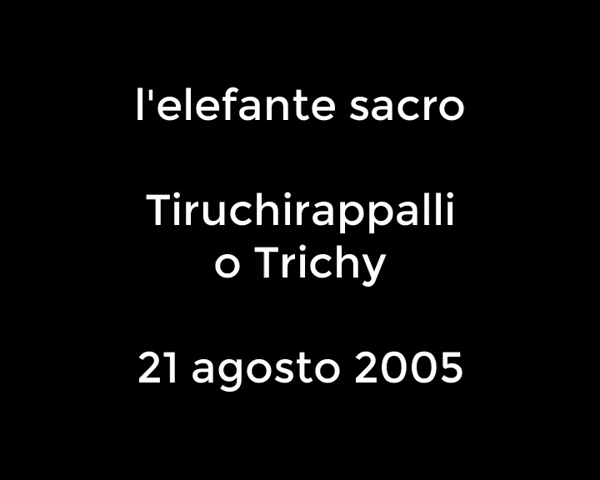 l'elefante sacro
Tiruchirappalli
o Trichy
21 agosto 2005